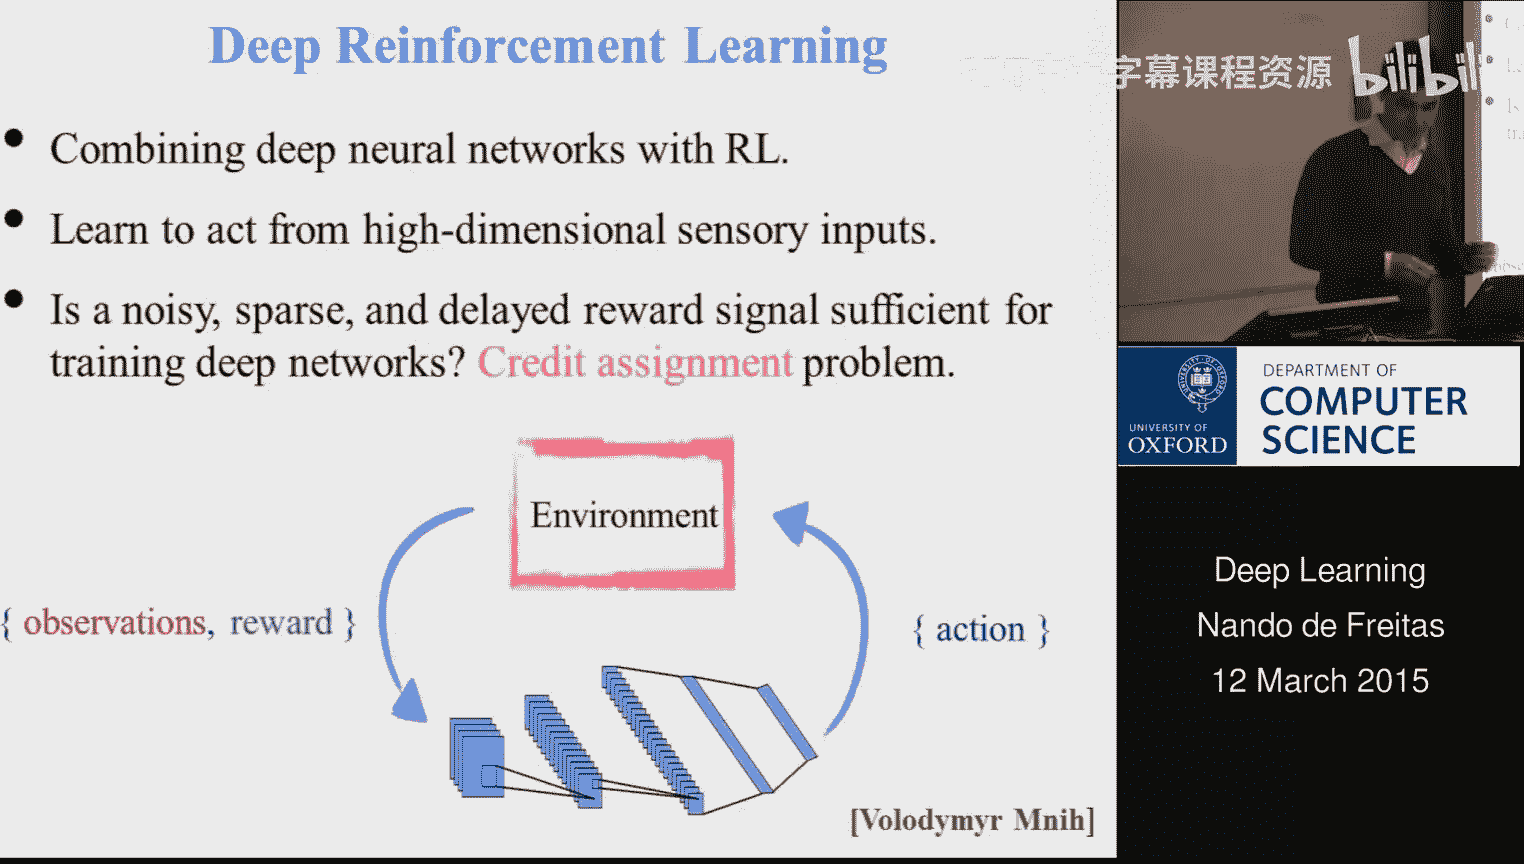 Deep Reinforcement Learning
• Combining deep neural networks with RL.
• Learn to act from high-dimensional sensory inputs.
• Is a noisy, sparse, and delayed reward signal sufficient for
training deep networks? Credit assignment problem.
Environment
{ observations, reward }
{ action }
[Volodymyr Mnih]
字幕课程资源 bilibili
UNIVERSITY OF
OXFORD
DEPARTMENT OF
COMPUTER
SCIENCE
Deep Learning
Nando de Freitas
12 March 2015